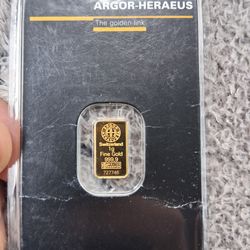 ARGOR-HERAEUS
The golden link
Switzerland
1g
Fine Gold
999.9
727746